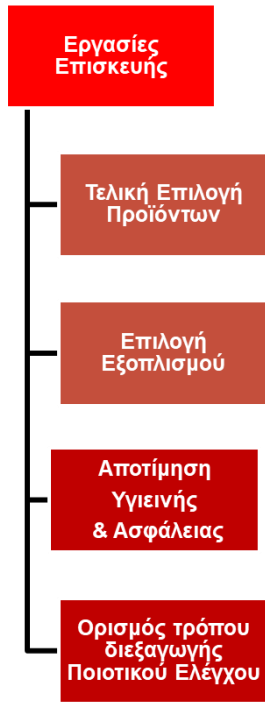 Εργασίες
Επισκευής
Τελική Επιλογή
Προϊόντων
Επιλογή
Εξοπλισμού
Αποτίμηση
Υγιεινής
& Ασφάλειας
Ορισμός τρόπου
διεξαγωγής
Ποιοτικού Ελέγχου